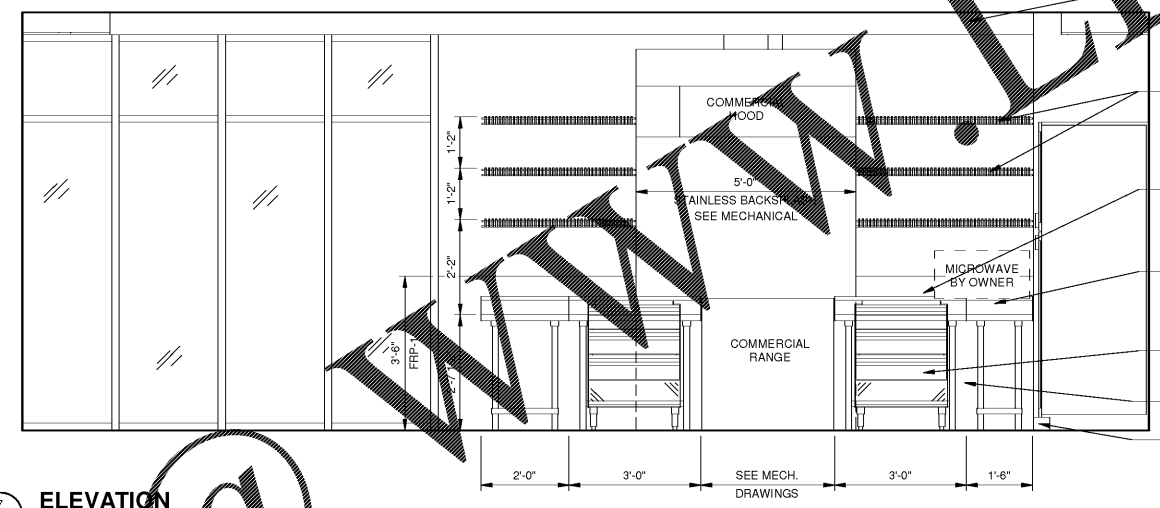 COMMERCIAL
HOOD
1'-2"
1'-2"
5'-0"
STAINLESS BACKSPLASH
SEE MECHANICAL
2'-2"
MICROWAVE
BY OWNER
3'-6"
FRP-1
COMMERCIAL
RANGE
2'-0"
3'-0"
SEE MECH.
DRAWINGS
3'-0"
1'-6"
ELEVATION
WWW.